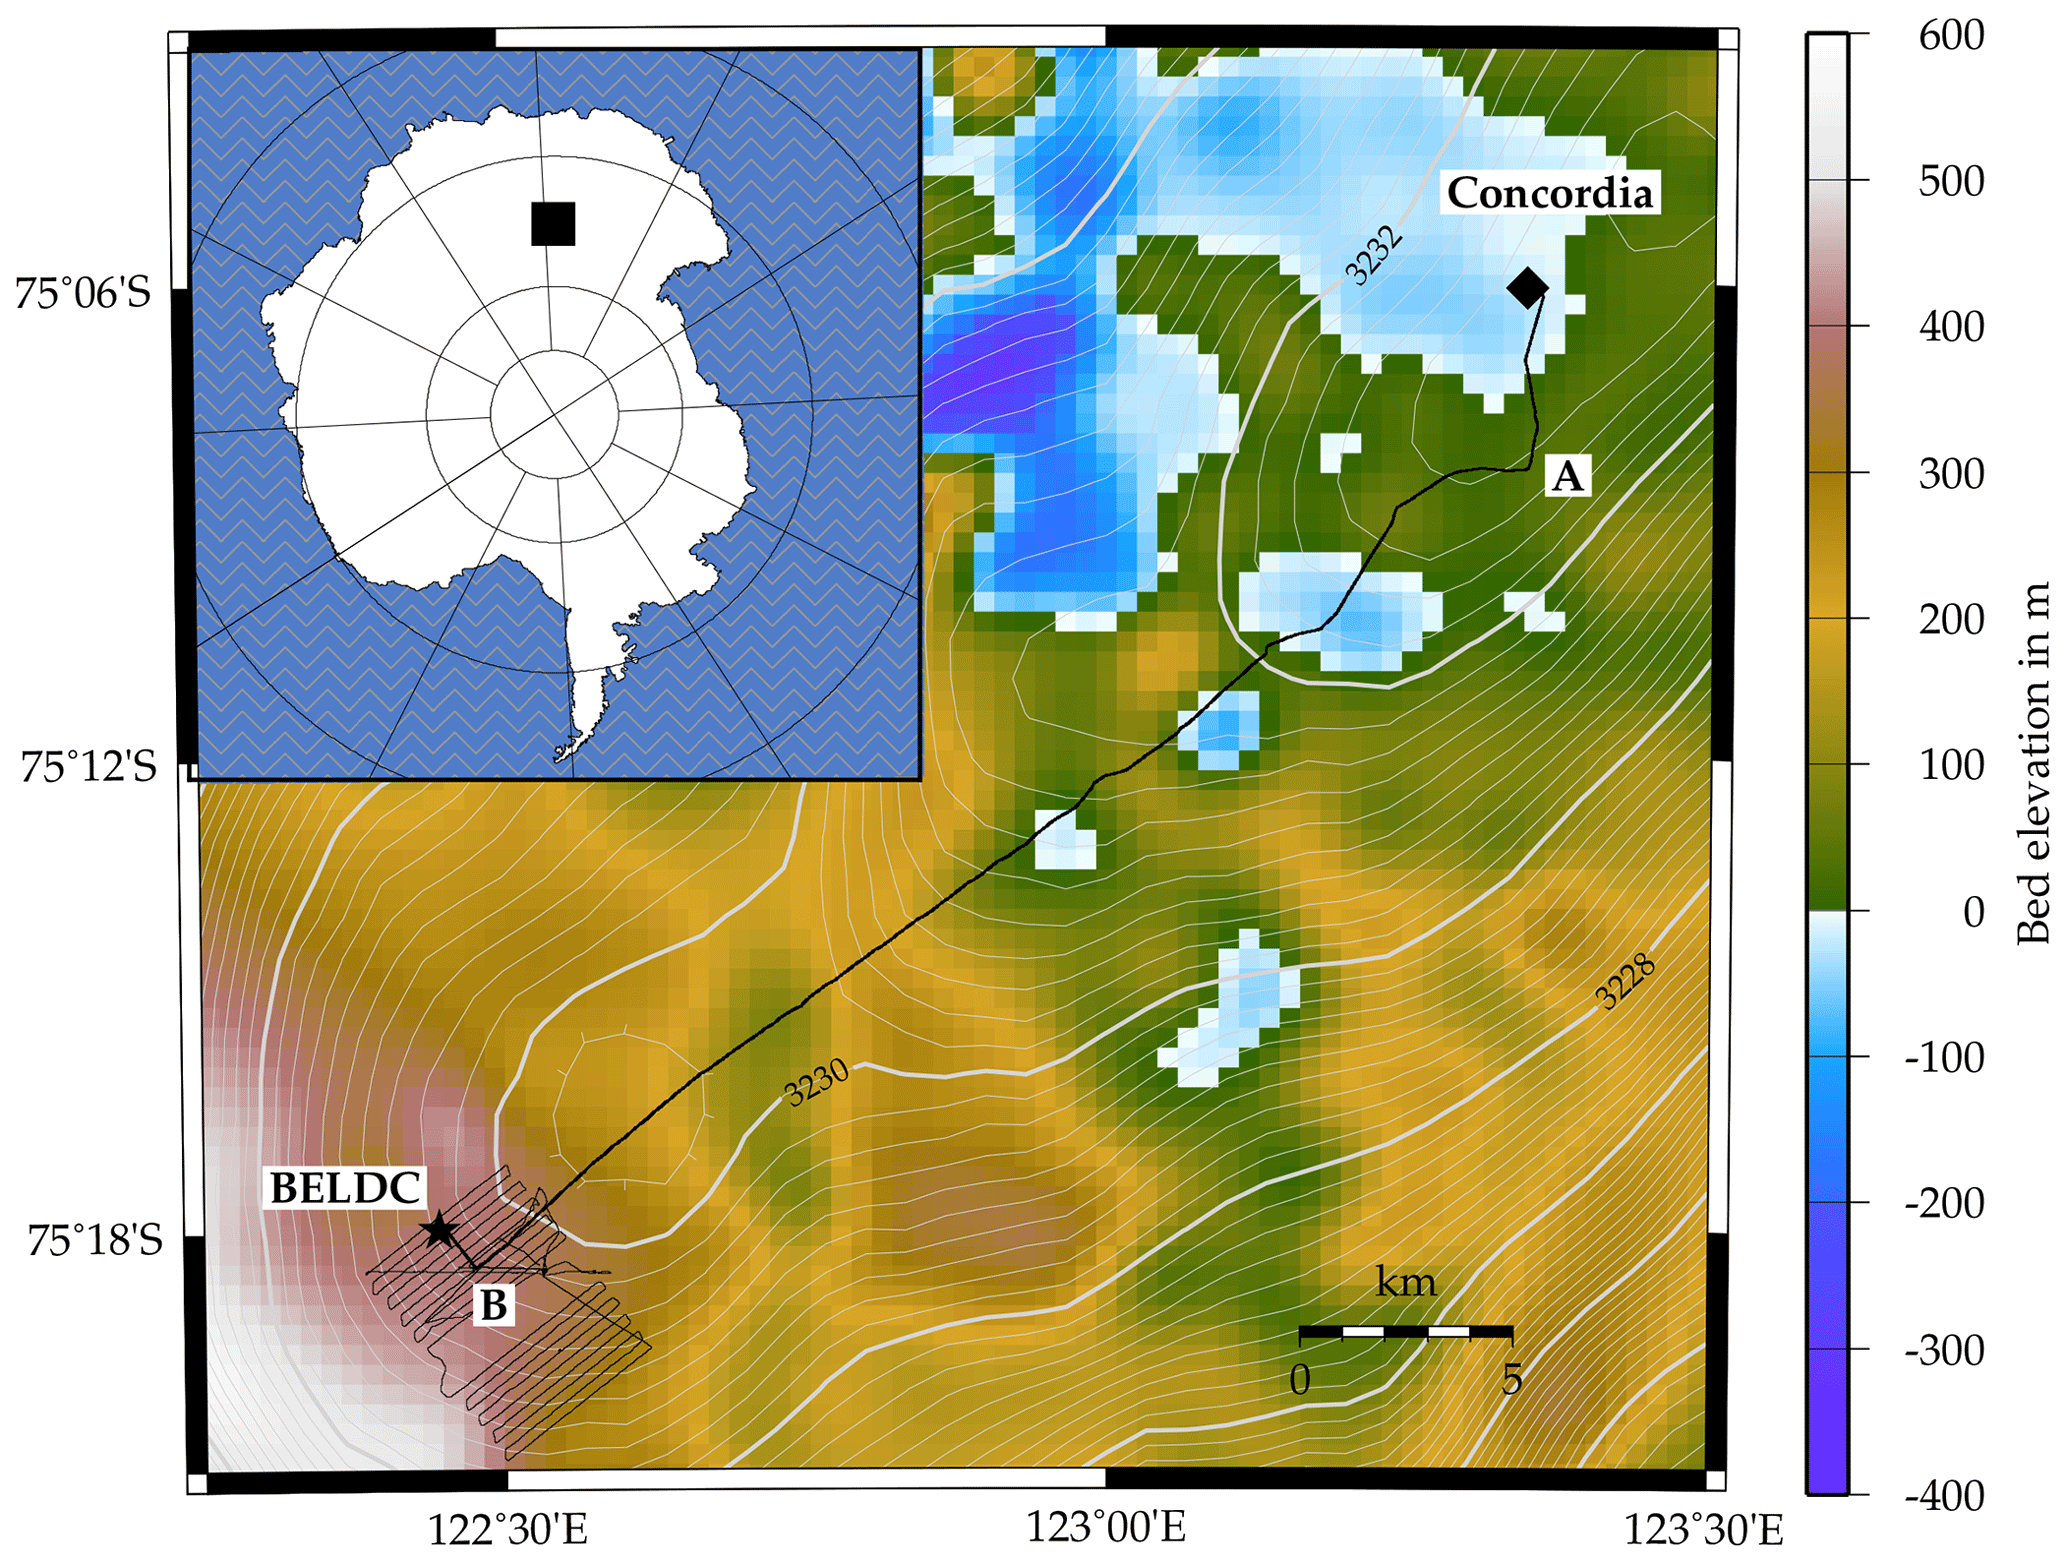 600
500
400
300
200
100
0
-100
-200
-300
-400
Bed elevation in m
75°06'S
75°12'S
75°18'S
122°30'E
123°00'E
123°30'E
Concordia
3232
A
3228
3230
BELDC
B
km
0 5